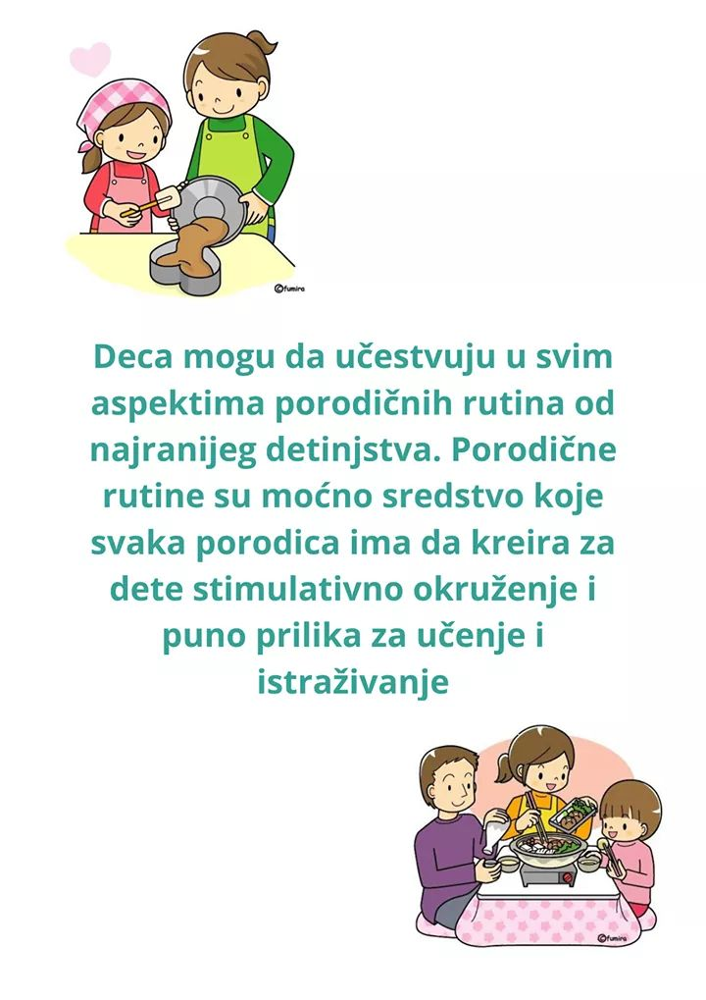 ©fumira
Deca mogu da učestvuju u svim
aspektima porodičnih rutina od
najranijeg detinjstva. Porodične
rutine su moćno sredstvo koje
svaka porodica ima da kreira za
dete stimulativno okruženje i
puno prilika za učenje i
istraživanje
©fumira